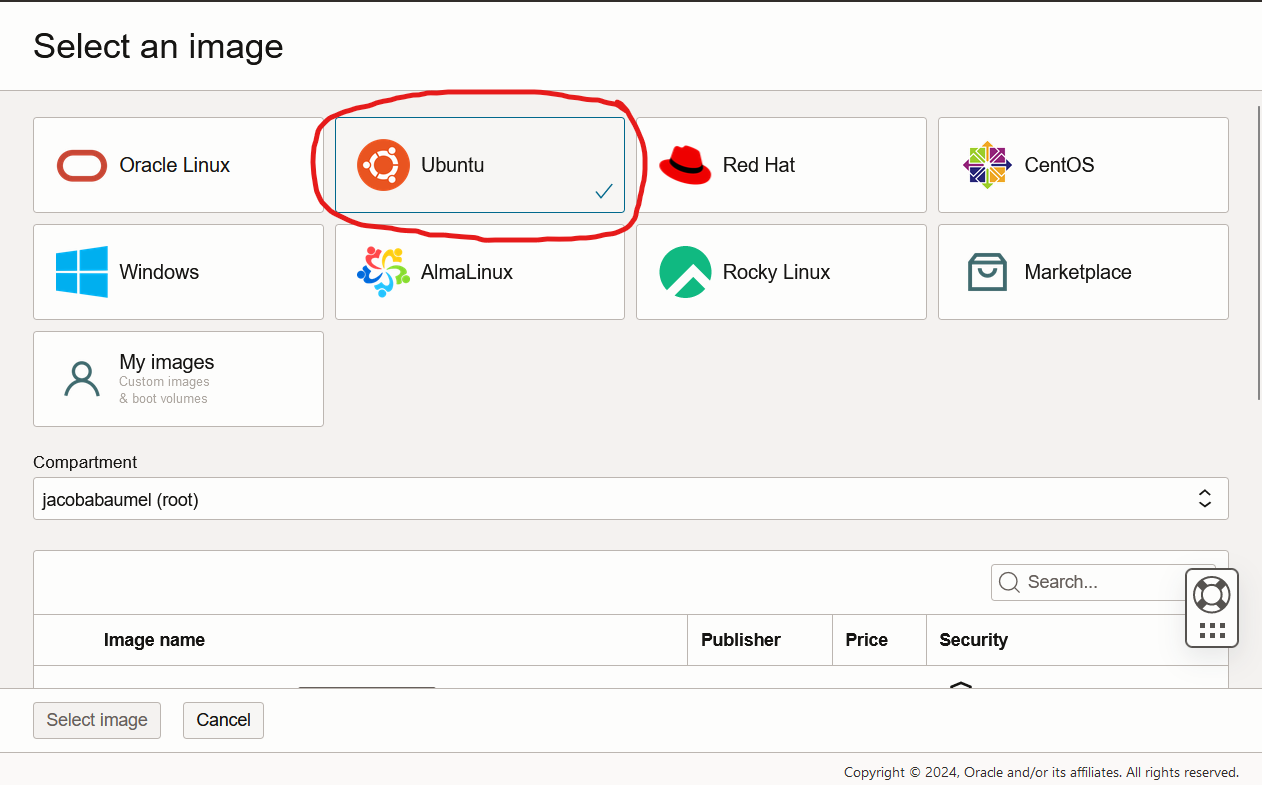 Select an image
Oracle Linux
Ubuntu
Red Hat
CentOS
Windows
AlmaLinux
Rocky Linux
Marketplace
My images
Custom images
& boot volumes
Compartment
jacobabaumel (root)
Search...
Image name
Publisher
Price
Security
Select image
Cancel
Copyright © 2024, Oracle and/or its affiliates. All rights reserved.